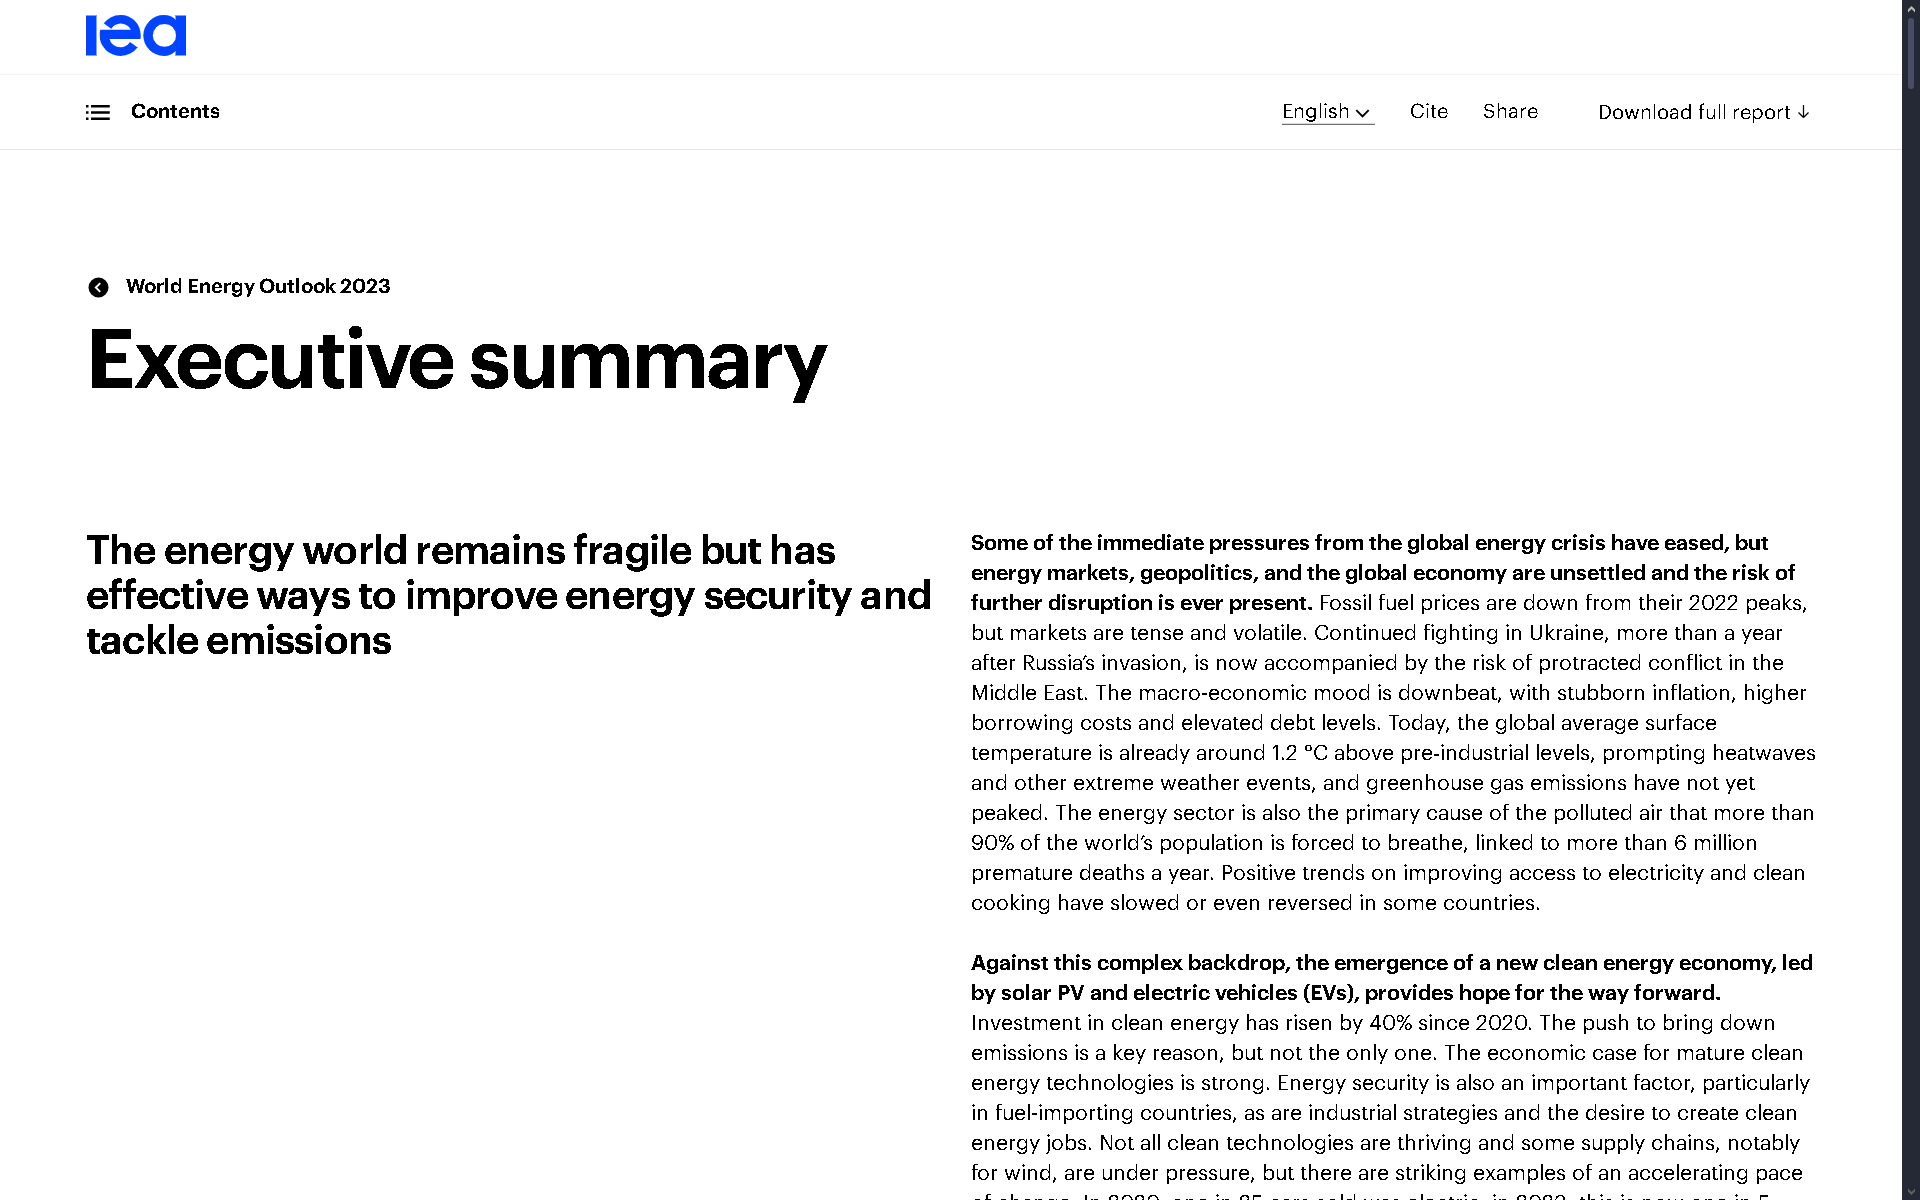 iea
Contents
English
Cite
Share
Download full report ↓
World Energy Outlook 2023
Executive summary
The energy world remains fragile but has
effective ways to improve energy security and
tackle emissions
Some of the immediate pressures from the global energy crisis have eased, but
energy markets, geopolitics, and the global economy are unsettled and the risk of
further disruption is ever present. Fossil fuel prices are down from their 2022 peaks,
but markets are tense and volatile. Continued fighting in Ukraine, more than a year
after Russia’s invasion, is now accompanied by the risk of protracted conflict in the
Middle East. The macro-economic mood is downbeat, with stubborn inflation, higher
borrowing costs and elevated debt levels. Today, the global average surface
temperature is already around 1.2 °C above pre-industrial levels, prompting heatwaves
and other extreme weather events, and greenhouse gas emissions have not yet
peaked. The energy sector is also the primary cause of the polluted air that more than
90% of the world’s population is forced to breathe, linked to more than 6 million
premature deaths a year. Positive trends on improving access to electricity and clean
cooking have slowed or even reversed in some countries.
Against this complex backdrop, the emergence of a new clean energy economy, led
by solar PV and electric vehicles (EVs), provides hope for the way forward.
Investment in clean energy has risen by 40% since 2020. The push to bring down
emissions is a key reason, but not the only one. The economic case for mature clean
energy technologies is strong. Energy security is also an important factor, particularly
in fuel-importing countries, as are industrial strategies and the desire to create clean
energy jobs. Not all clean technologies are thriving and some supply chains, notably
for wind, are under pressure, but there are striking examples of an accelerating pace